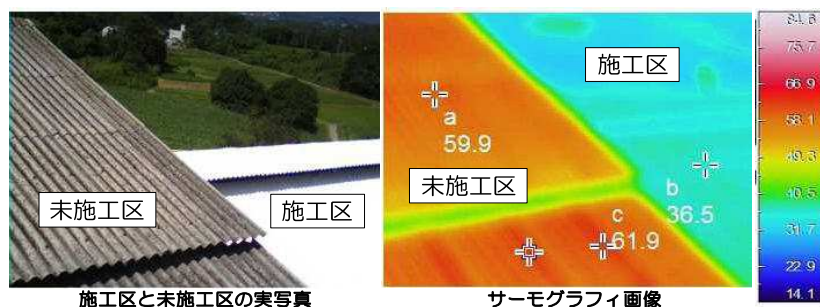 未施工区
施工区
施工区と未施工区の実写真
施工区
a
59.9
未施工区
b
36.5
c
61.9
サーモグラフィ画像
84.6
75.7
66.9
58.1
49.3
40.5
31.7
22.9
14.1